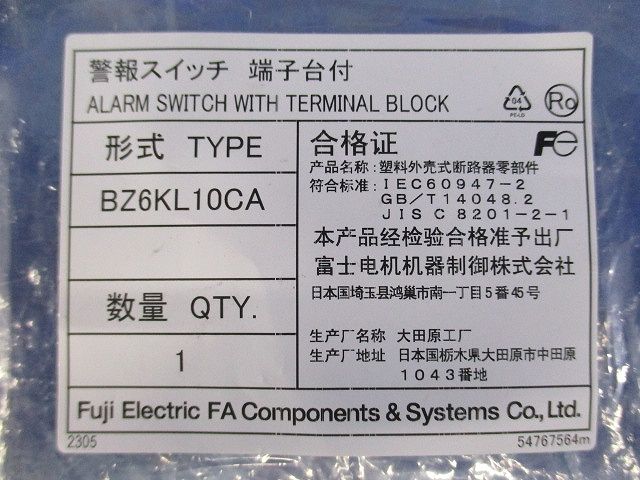 警報スイッチ 端子台付
ALARM SWITCH WITH TERMINAL BLOCK
04
PE-LD
Ro
形式 TYPE
BZ6KL10CA
数量 QTY.
1
合格证
Fe
产品名称: 塑料外壳式断路器零部件
符合标准: IEC60947-2
GB/T14048.2
JIS C 8201-2-1
本产品经检验合格准予出厂
富士电机机器制御株式会社
日本国埼玉县鸿巢市南一丁目5番45号
生产厂名称 大田原工厂
生产厂地址 日本国栃木県大田原市中田原
1043番地
Fuji Electric FA Components & Systems Co., Ltd.
2305
54767564m